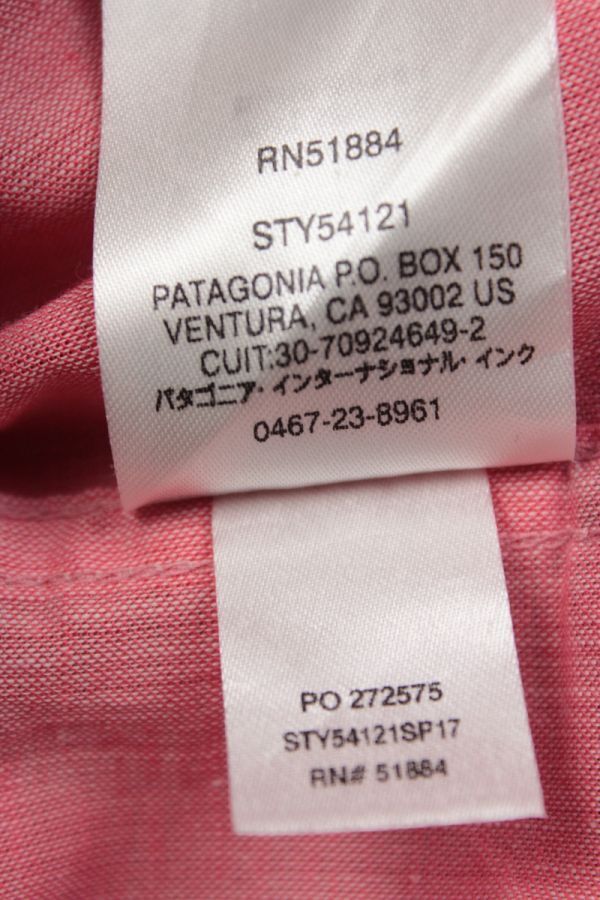 RN51884
STY54121
PATAGONIA P.O. BOX 150
VENTURA, CA 93002 US
CUIT:30-70924649-2
パタゴニア・インターナショナル・インク
0467-23-8961
PO 272575
STY54121SP17
RN# 51884